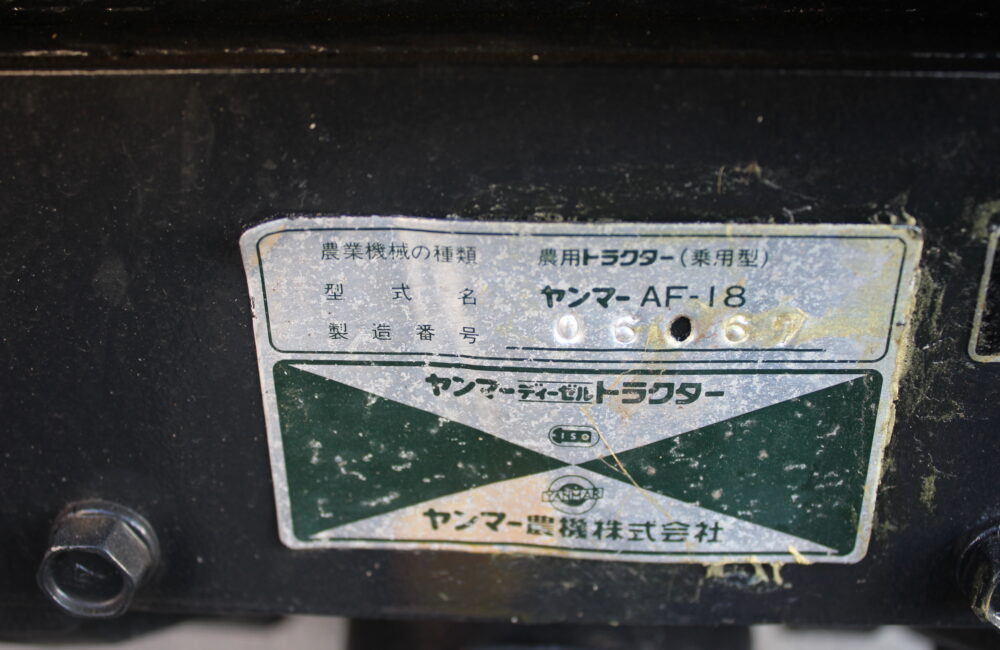 農業機械の種類 農用トラクター(乗用型)
型式名 ヤンマー AF-18
製造番号
ヤンマーディーゼルトラクター
ISO
YANMAR
ヤンマー農機株式会社